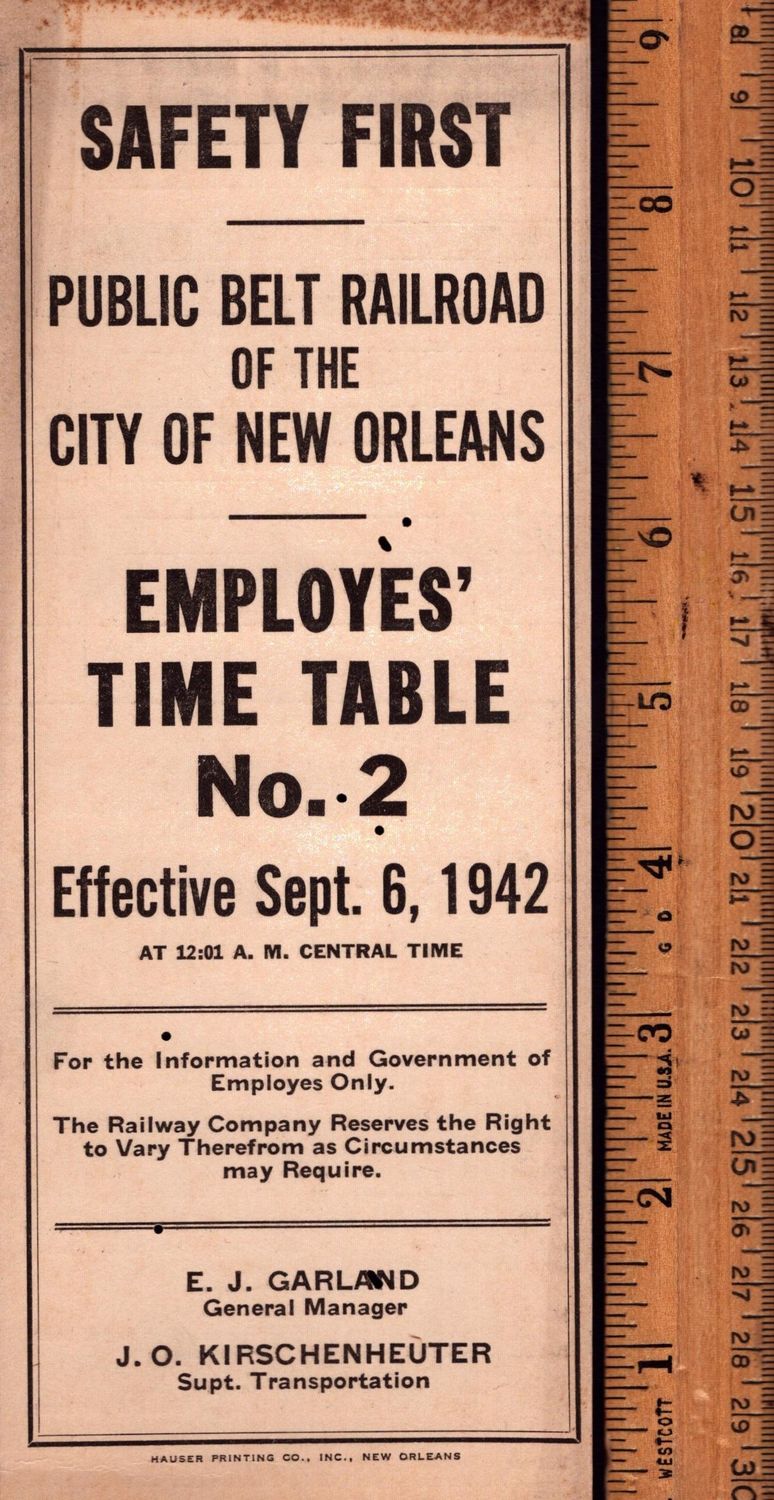 SAFETY FIRST
PUBLIC BELT RAILROAD
OF THE
CITY OF NEW ORLEANS
EMPLOYES'
TIME TABLE
No. 2
Effective Sept. 6, 1942
AT 12:01 A. M. CENTRAL TIME
For the Information and Government of
Employes Only.
The Railway Company Reserves the Right
to Vary Therefrom as Circumstances
may Require.
E. J. GARLAND
General Manager
J. O. KIRSCHENHEUTER
Supt. Transportation
HAUSER PRINTING CO., INC., NEW ORLEANS
WESTCOTT 1 2 MADE IN U.S.A. 3 G D 4 5 6 7 8 9
30 29 28 27 26 25 24 23 22 21 20 19 18 17 16 15 14 13 12 11 10 9 8